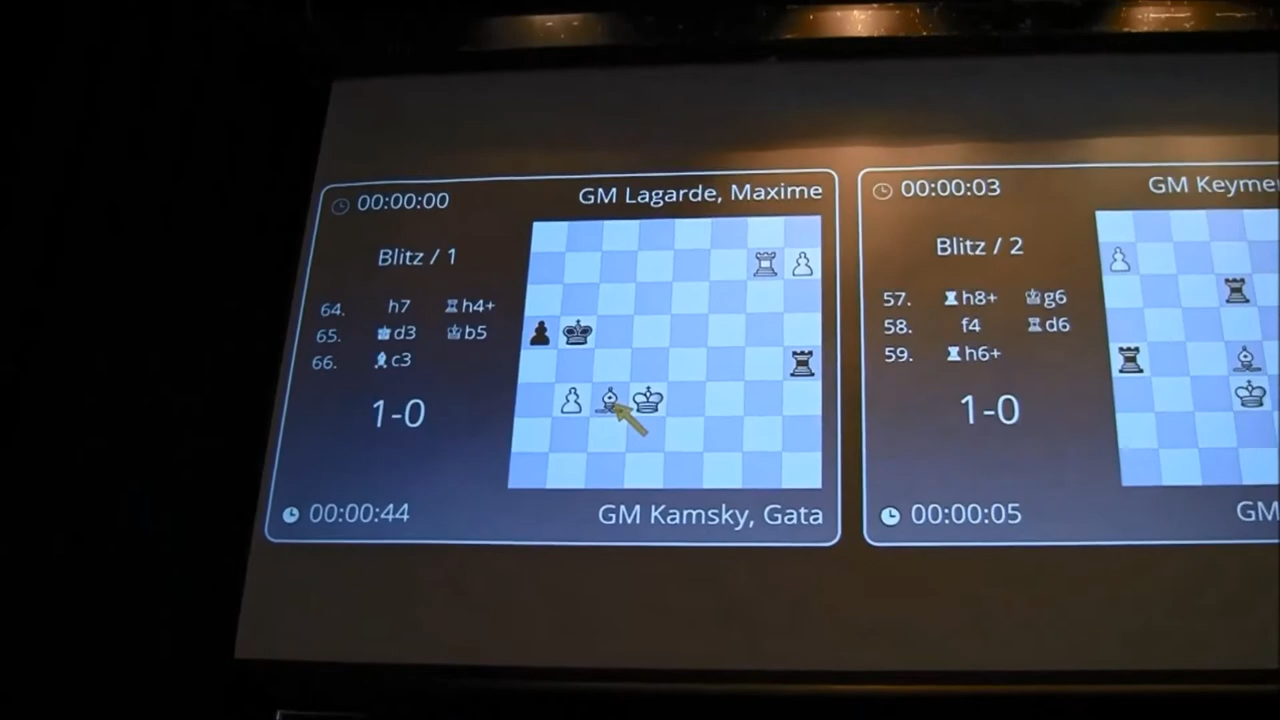 00:00:00 GM Lagarde, Maxime
Blitz / 1
64. h7 ♖h4+
65. ♚d3 ♔b5
66. ♝c3
1-0
00:00:44 GM Kamsky, Gata
00:00:03 GM Keyme
Blitz / 2
57. ♜h8+ ♔g6
58. f4 ♖d6
59. ♜h6+
1-0
00:00:05 GM